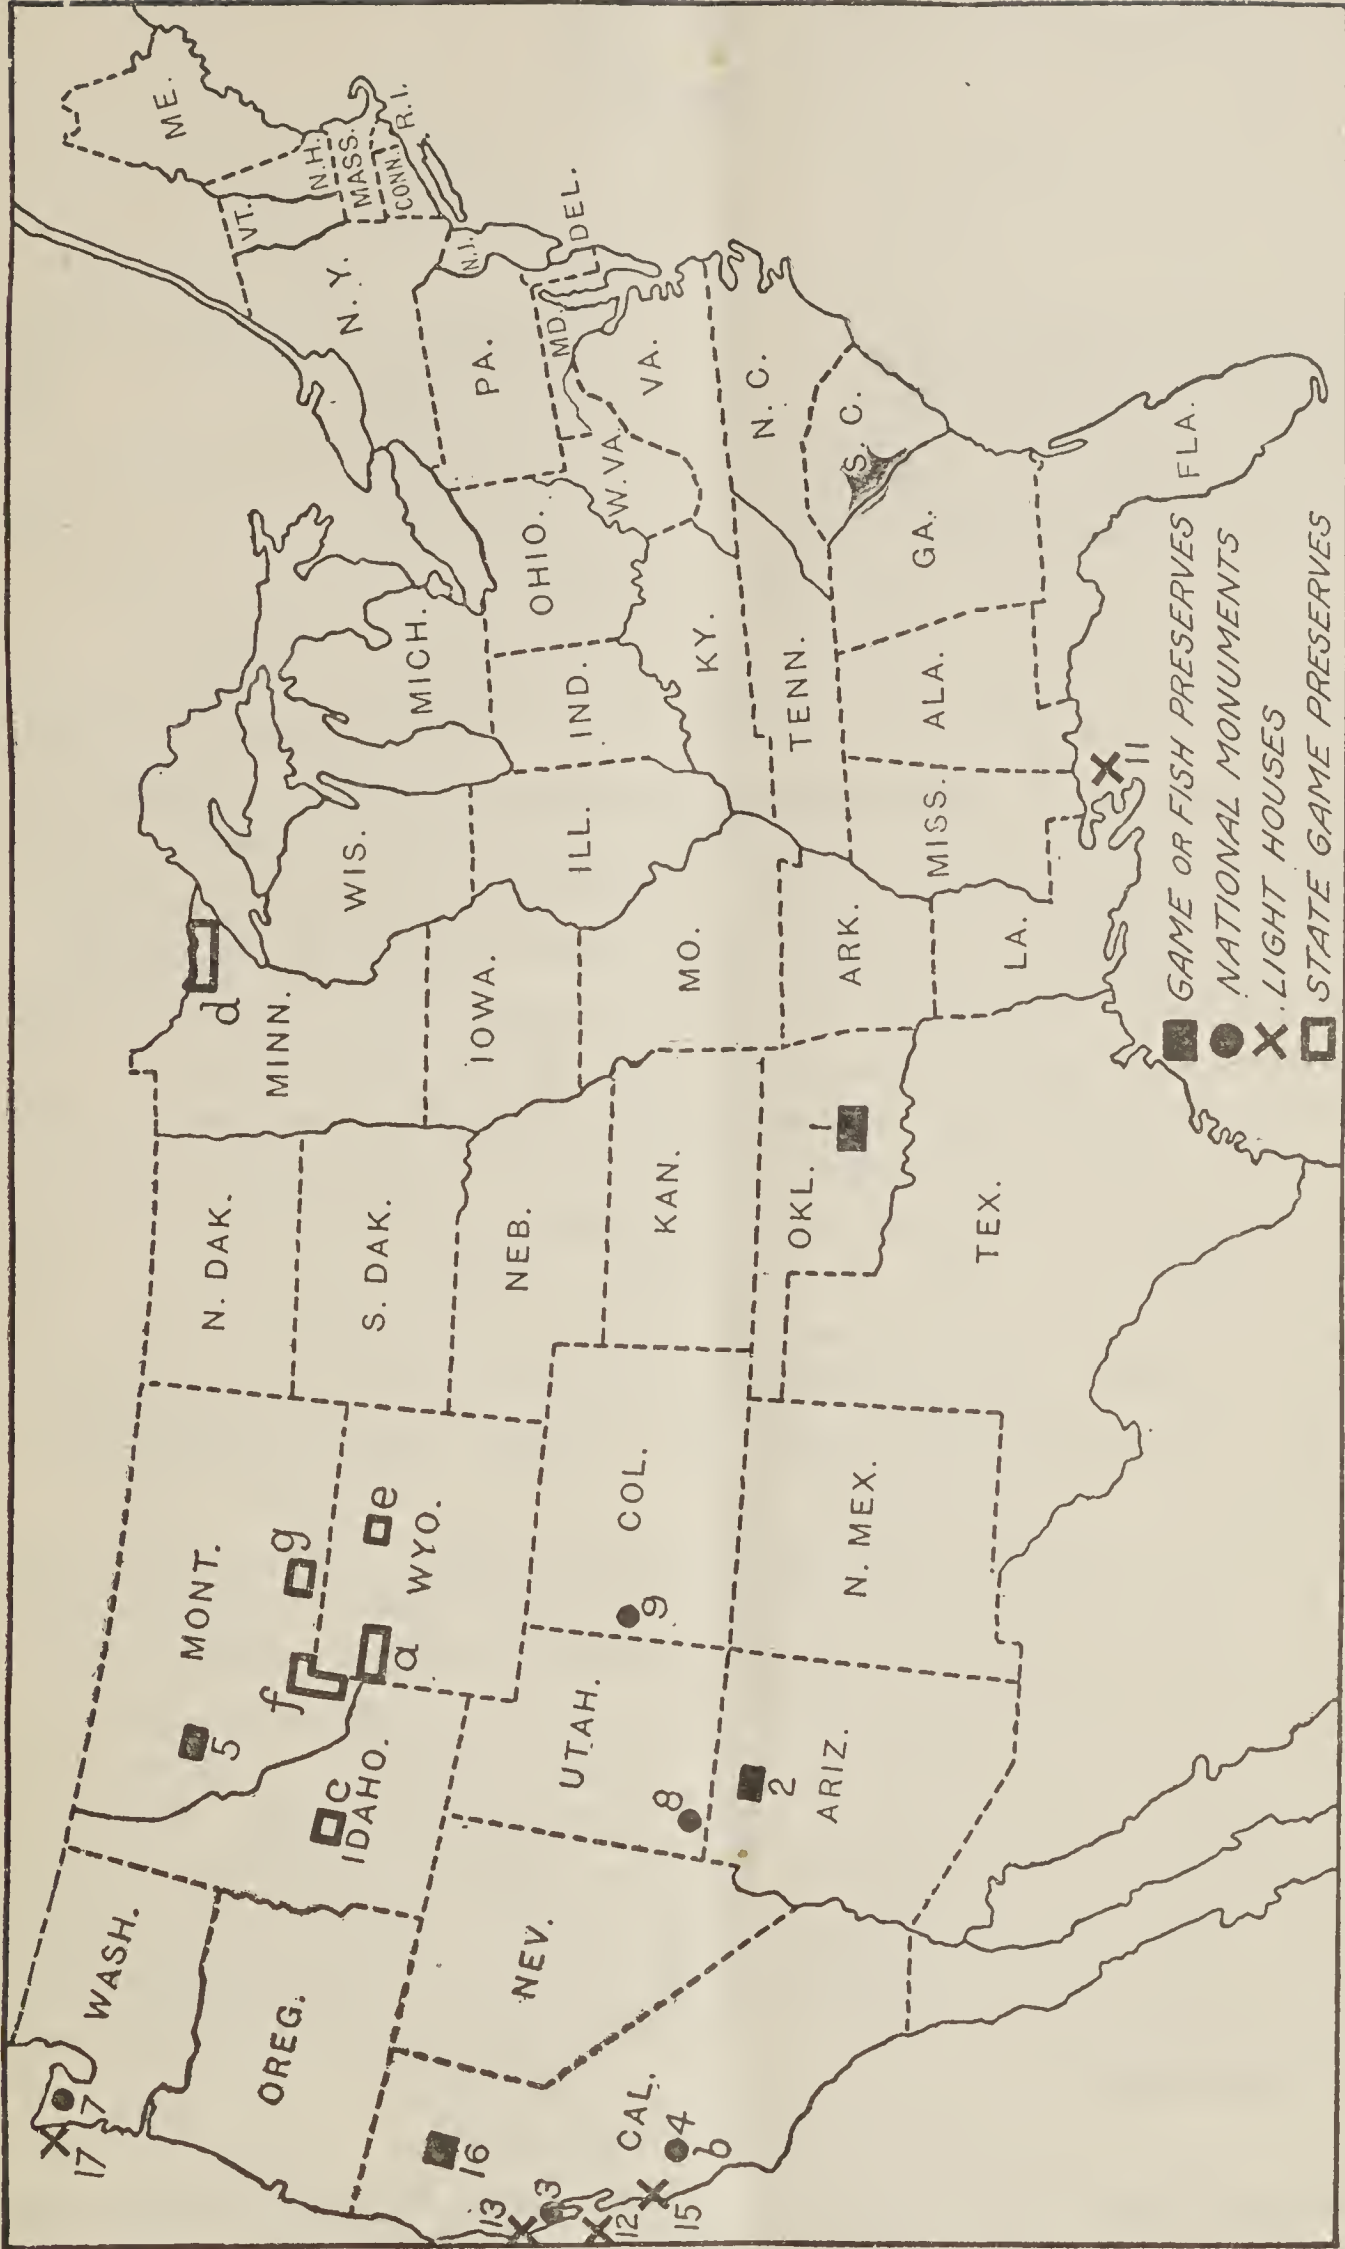 ME.
VT.
N.H.
MASS.
CONN.
R.I.
N. Y.
N.J.
PA.
DEL.
MD.
VA.
W.VA.
N. C.
S. C.
GA.
FLA.
OHIO.
MICH.
IND.
KY.
TENN.
ALA.
MISS.
WIS.
ILL.
d
MINN.
IOWA.
MO.
ARK.
LA.
11
N. DAK.
S. DAK.
NEB.
KAN.
1
OKL.
TEX.
MONT.
g
e
WYO.
f
a
5
COL.
9
N. MEX.
c
IDAHO.
UTAH.
8
2
ARIZ.
WASH.
7
17
OREG.
NEV.
16
CAL.
4
b
13
3
12
15
GAME OR FISH PRESERVES
NATIONAL MONUMENTS
LIGHT HOUSES
STATE GAME PRESERVES